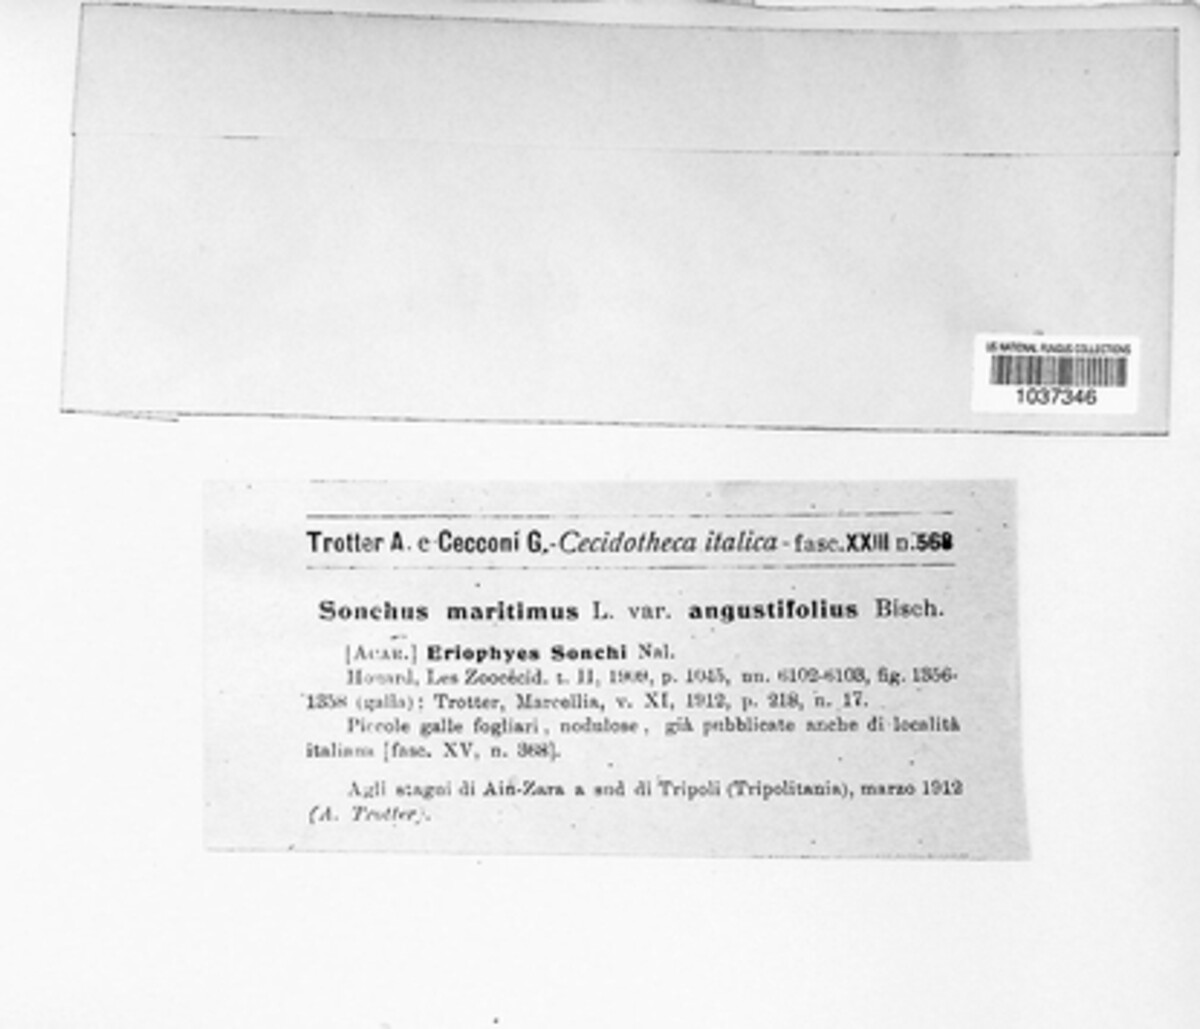 US NATIONAL FUNGUS COLLECTIONS
1037346
Trotter A. e Cecconi G.-Cecidotheca italica - fasc. XXIII n. 568
Sonchus maritimus L. var. angustifolius Bisch.
[Acar.] Eriophyes Sonchi Nal.
Houard, Les Zoocécid. t. II, 1909, p. 1045, nn. 6102-6103, fig. 1356-
1358 (galla); Trotter, Marcellia, v. XI, 1912, p. 218, n. 17.
Piccole galle fogliari, nodulose, già pubblicate anche di località
italiana [fasc. XV, n. 368].
Agli stagni di Ain-Zara a sud di Tripoli (Tripolitania), marzo 1912
(A. Trotter).